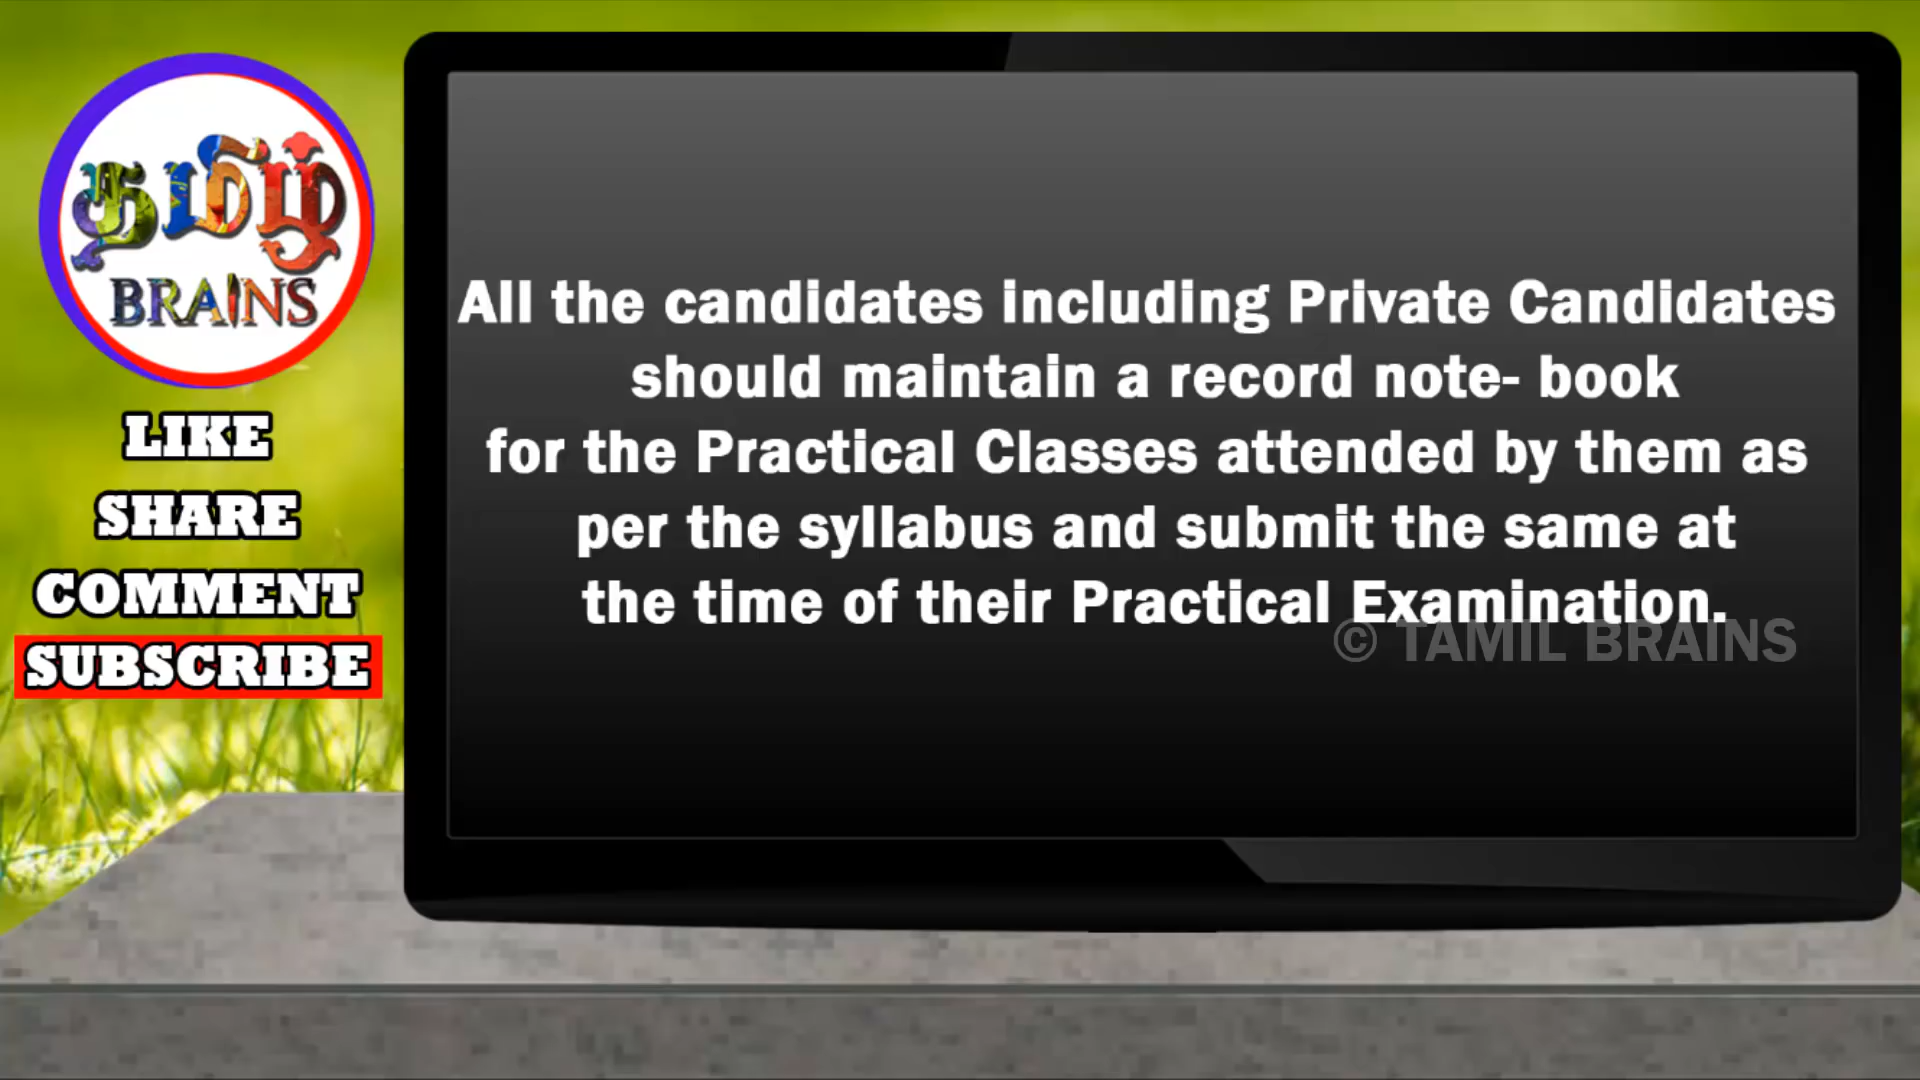 தமிழ்
BRAINS
LIKE
SHARE
COMMENT
SUBSCRIBE
All the candidates including Private Candidates
should maintain a record note- book
for the Practical Classes attended by them as
per the syllabus and submit the same at
the time of their Practical Examination.
© TAMIL BRAINS